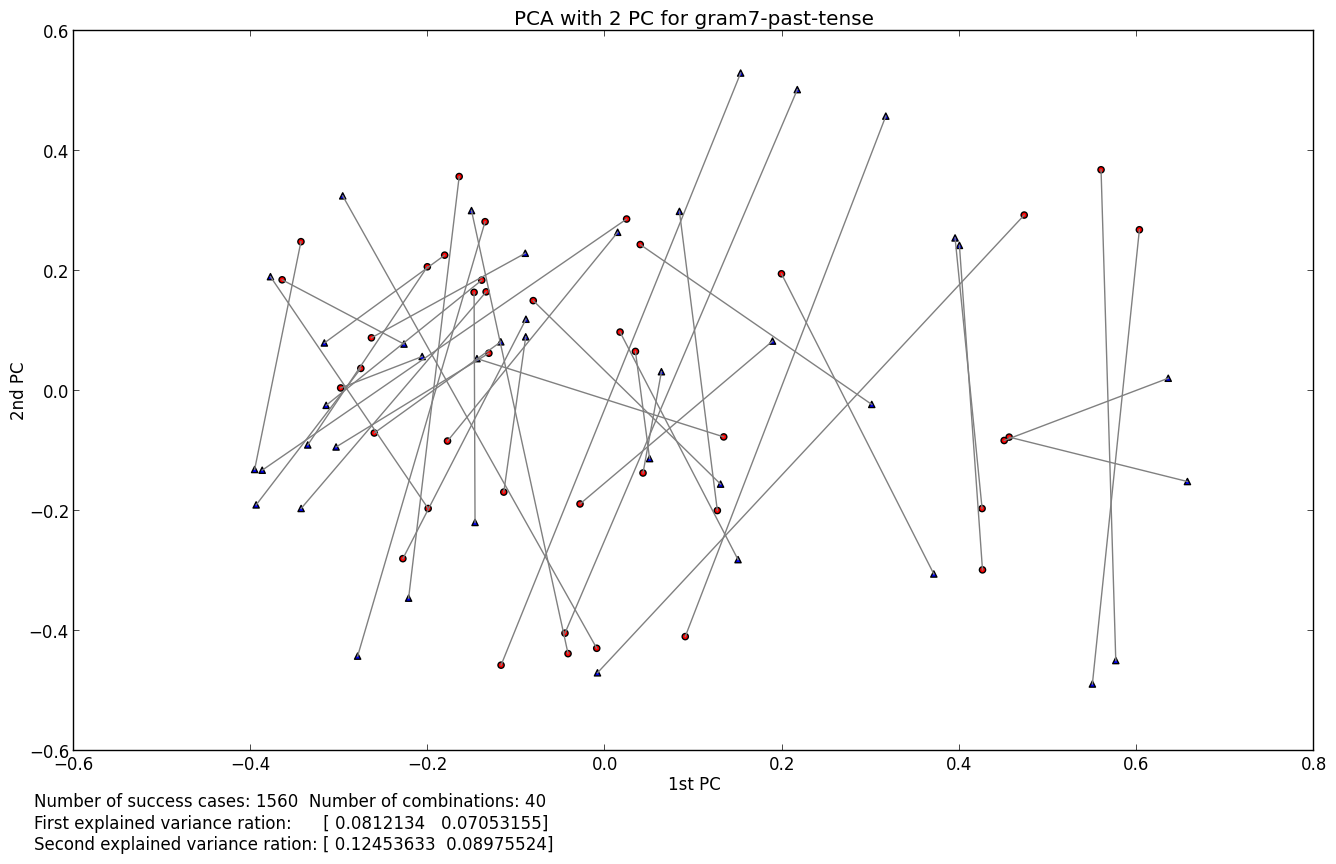 PCA with 2 PC for gram7-past-tense
0.6
0.4
0.2
0.0
−0.2
−0.4
−0.6
2nd PC
−0.6 −0.4 −0.2 0.0 0.2 0.4 0.6 0.8
1st PC
Number of success cases: 1560 Number of combinations: 40
First explained variance ration: [ 0.0812134 0.07053155]
Second explained variance ration: [ 0.12453633 0.08975524]